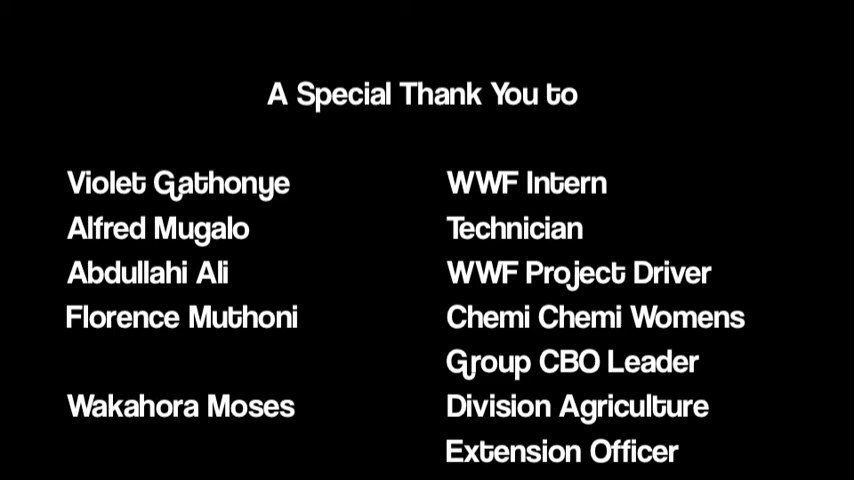 A Special Thank You to
Violet Gathonye WWF Intern
Alfred Mugalo Technician
Abdullahi Ali WWF Project Driver
Florence Muthoni Chemi Chemi Womens
Group CBO Leader
Wakahora Moses Division Agriculture
Extension Officer